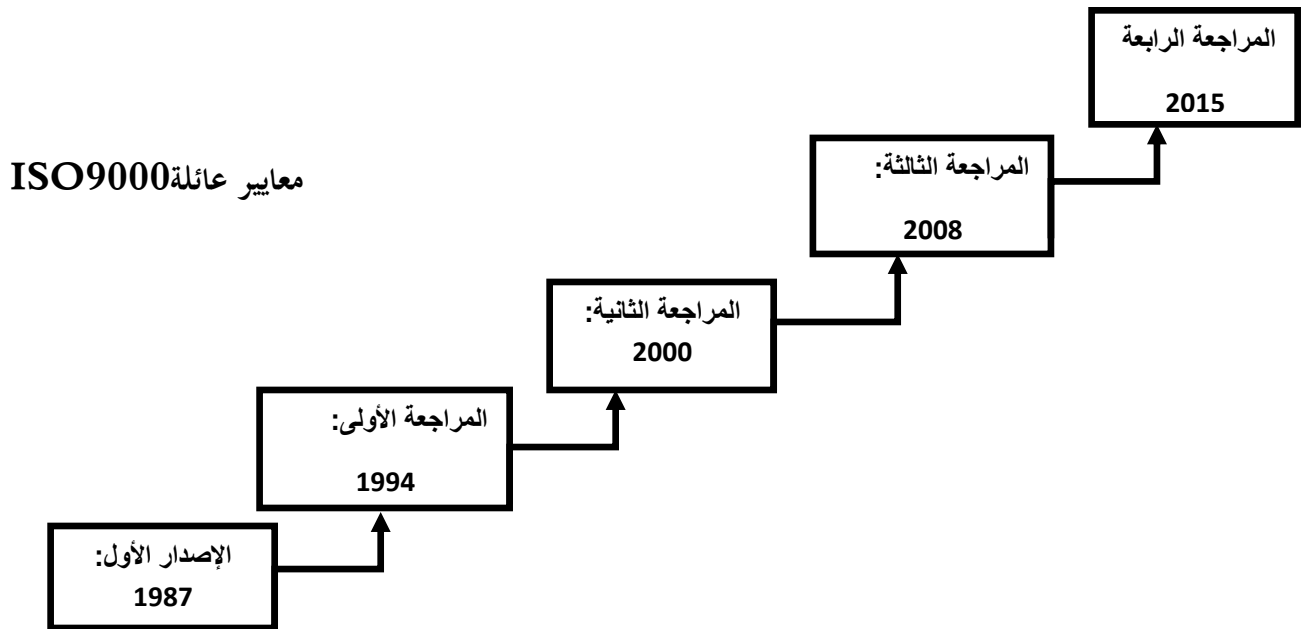 المراجعة الرابعة
2015
معايير عائلةISO9000
المراجعة الثالثة:
2008
المراجعة الثانية:
2000
المراجعة الأولى:
1994
الإصدار الأول:
1987